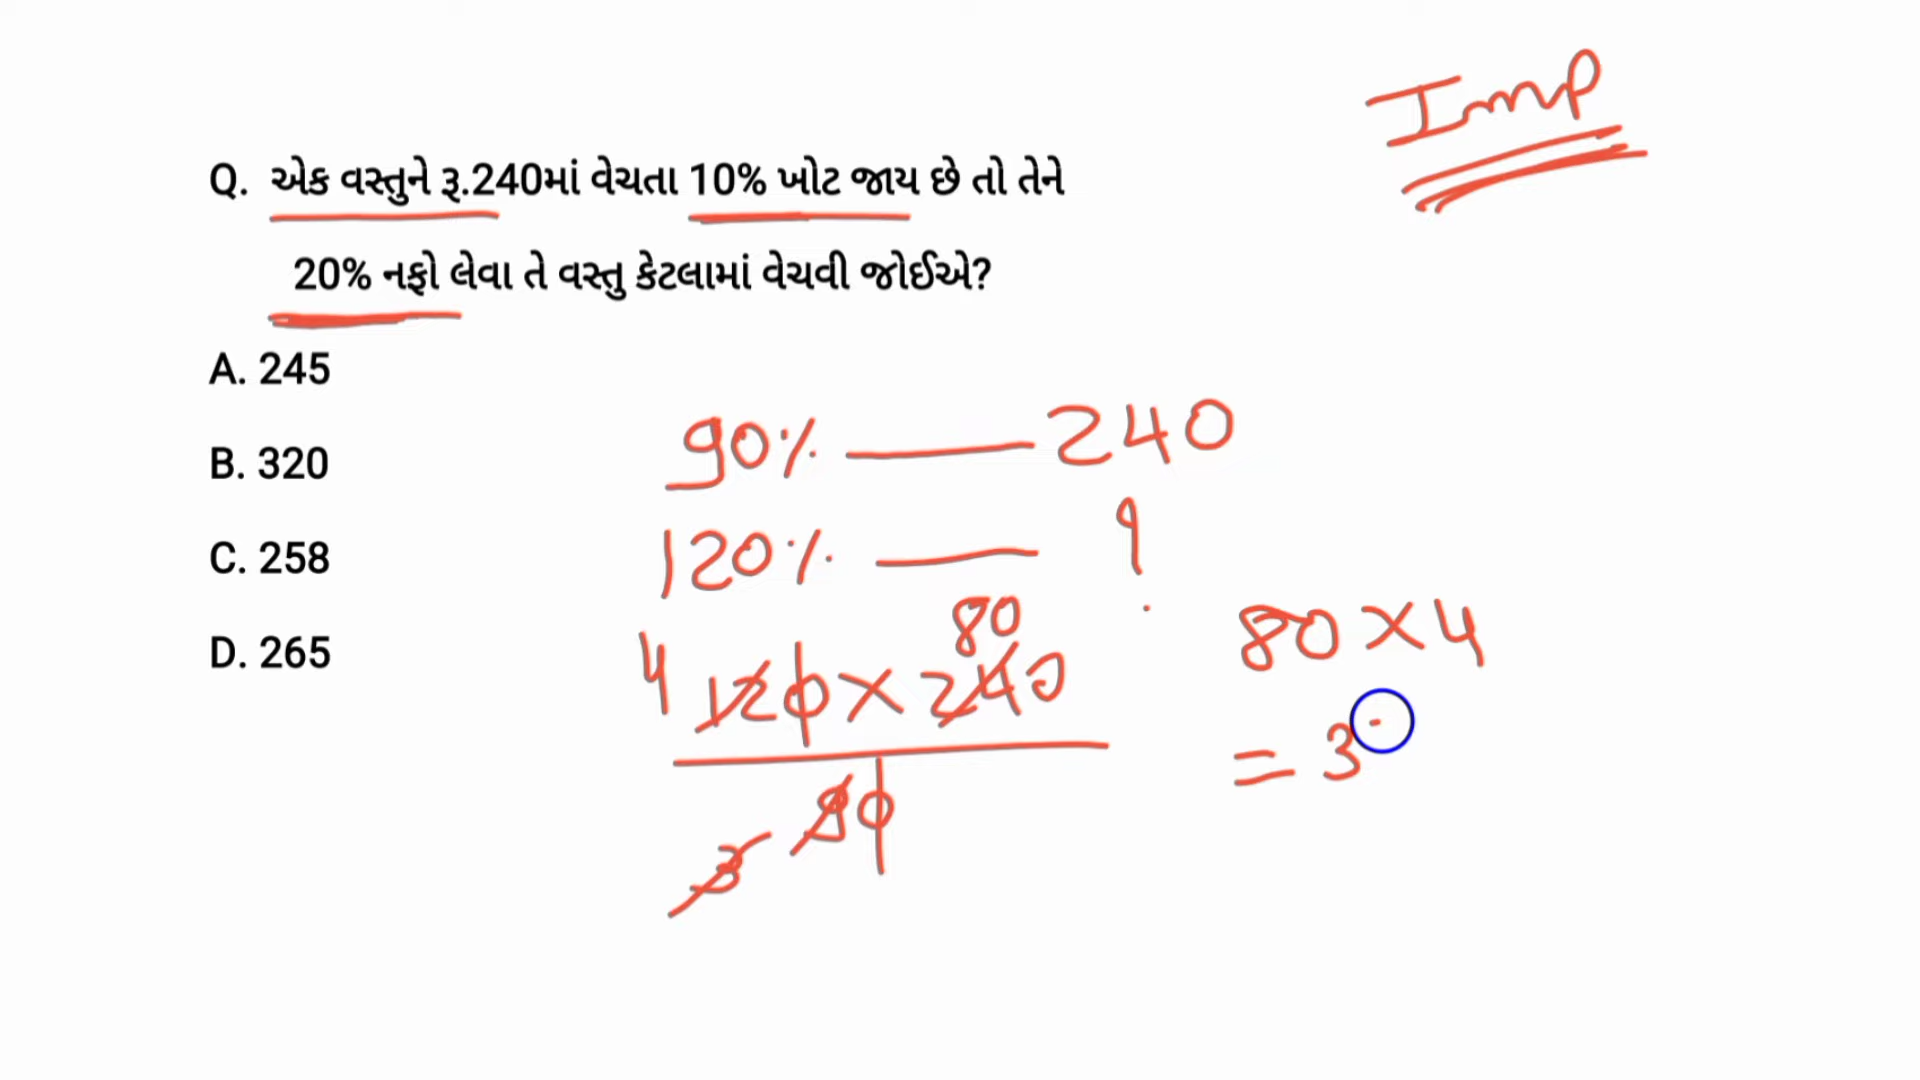 Imp
Q. એક વસ્તુને રૂ.240માં વેચતા 10% ખોટ જાય છે તો તેને
20% નફો લેવા તે વસ્તુ કેટલામાં વેચવી જોઈએ?
A. 245
B. 320
C. 258
D. 265
90% — 240
120% — ?
80
4 120 × 240
90
3
80 × 4
= 3